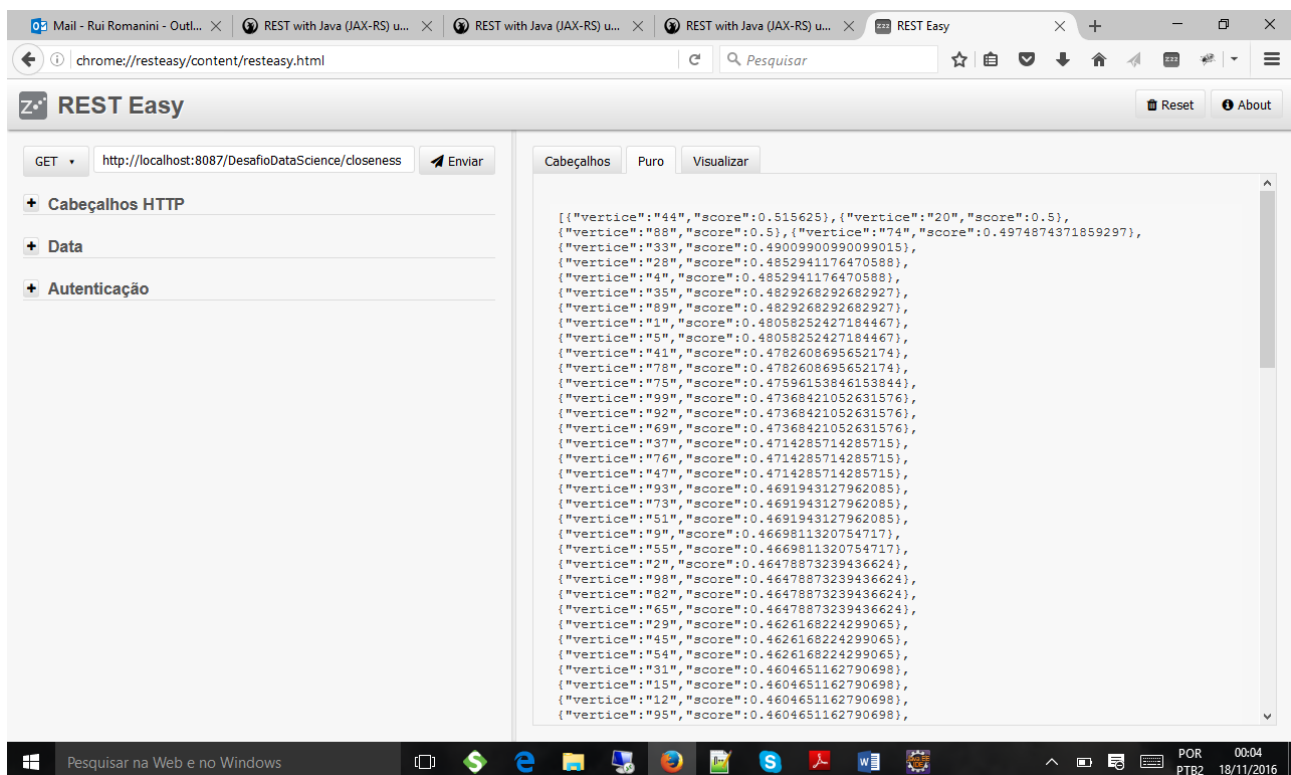 Mail - Rui Romanini - Outl...
REST with Java (JAX-RS) u...
REST with Java (JAX-RS) u...
REST with Java (JAX-RS) u...
zzz REST Easy
chrome://resteasy/content/resteasy.html
Pesquisar
zzz
REST Easy
Reset
About
GET
http://localhost:8087/DesafioDataScience/closeness
Enviar
Cabeçalhos HTTP
Data
Autenticação
Cabeçalhos
Puro
Visualizar
[{"vertice":"44","score":0.515625},{"vertice":"20","score":0.5},
{"vertice":"88","score":0.5},{"vertice":"74","score":0.4974874371859297},
{"vertice":"33","score":0.49009900990099015},
{"vertice":"28","score":0.4852941176470588},
{"vertice":"4","score":0.4852941176470588},
{"vertice":"35","score":0.4829268292682927},
{"vertice":"89","score":0.4829268292682927},
{"vertice":"1","score":0.48058252427184467},
{"vertice":"5","score":0.48058252427184467},
{"vertice":"41","score":0.4782608695652174},
{"vertice":"78","score":0.4782608695652174},
{"vertice":"75","score":0.47596153846153844},
{"vertice":"99","score":0.47368421052631576},
{"vertice":"92","score":0.47368421052631576},
{"vertice":"69","score":0.47368421052631576},
{"vertice":"37","score":0.4714285714285715},
{"vertice":"76","score":0.4714285714285715},
{"vertice":"47","score":0.4714285714285715},
{"vertice":"93","score":0.4691943127962085},
{"vertice":"73","score":0.4691943127962085},
{"vertice":"51","score":0.4691943127962085},
{"vertice":"9","score":0.4669811320754717},
{"vertice":"55","score":0.4669811320754717},
{"vertice":"2","score":0.46478873239436624},
{"vertice":"98","score":0.46478873239436624},
{"vertice":"82","score":0.46478873239436624},
{"vertice":"65","score":0.46478873239436624},
{"vertice":"29","score":0.4626168224299065},
{"vertice":"45","score":0.4626168224299065},
{"vertice":"54","score":0.4626168224299065},
{"vertice":"31","score":0.4604651162790698},
{"vertice":"15","score":0.4604651162790698},
{"vertice":"12","score":0.4604651162790698},
{"vertice":"95","score":0.4604651162790698},
Pesquisar na Web e no Windows
POR
PTB2
00:04
18/11/2016